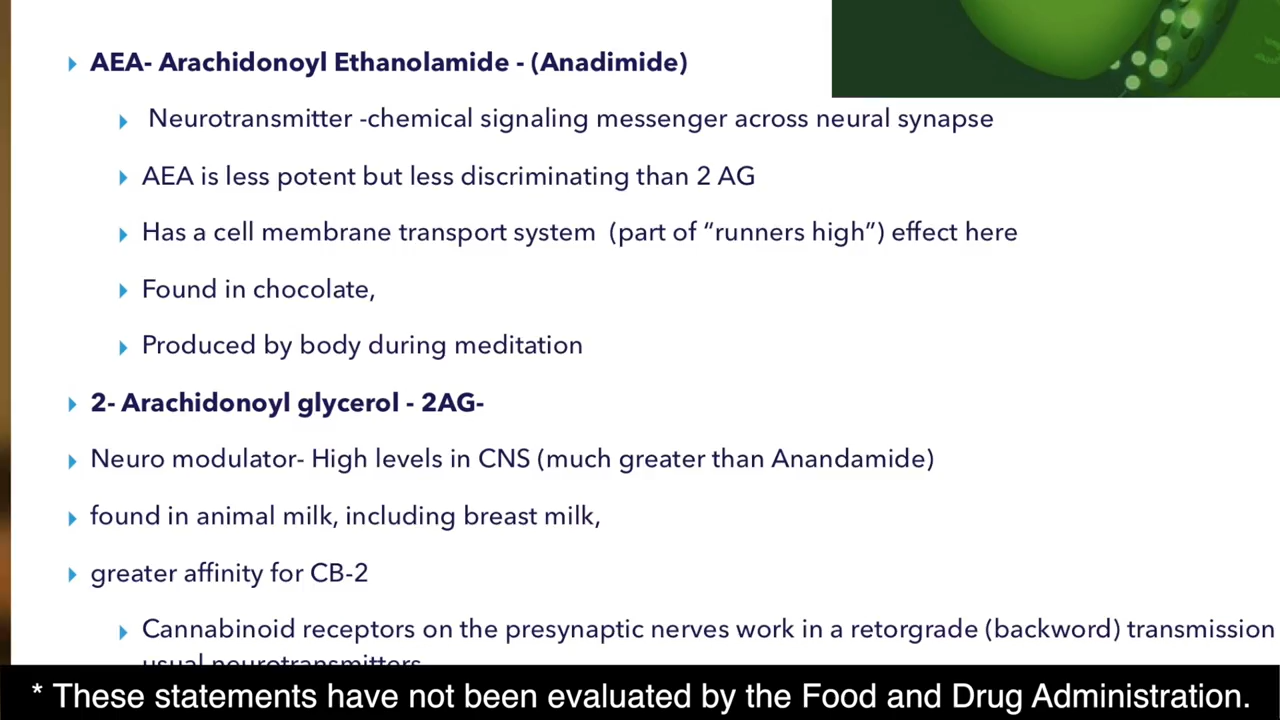 AEA- Arachidonoyl Ethanolamide - (Anadimide)
Neurotransmitter -chemical signaling messenger across neural synapse
AEA is less potent but less discriminating than 2 AG
Has a cell membrane transport system (part of “runners high”) effect here
Found in chocolate,
Produced by body during meditation
2- Arachidonoyl glycerol - 2AG-
Neuro modulator- High levels in CNS (much greater than Anandamide)
found in animal milk, including breast milk,
greater affinity for CB-2
Cannabinoid receptors on the presynaptic nerves work in a retorgrade (backword) transmission
usual neurotransmitters
* These statements have not been evaluated by the Food and Drug Administration.